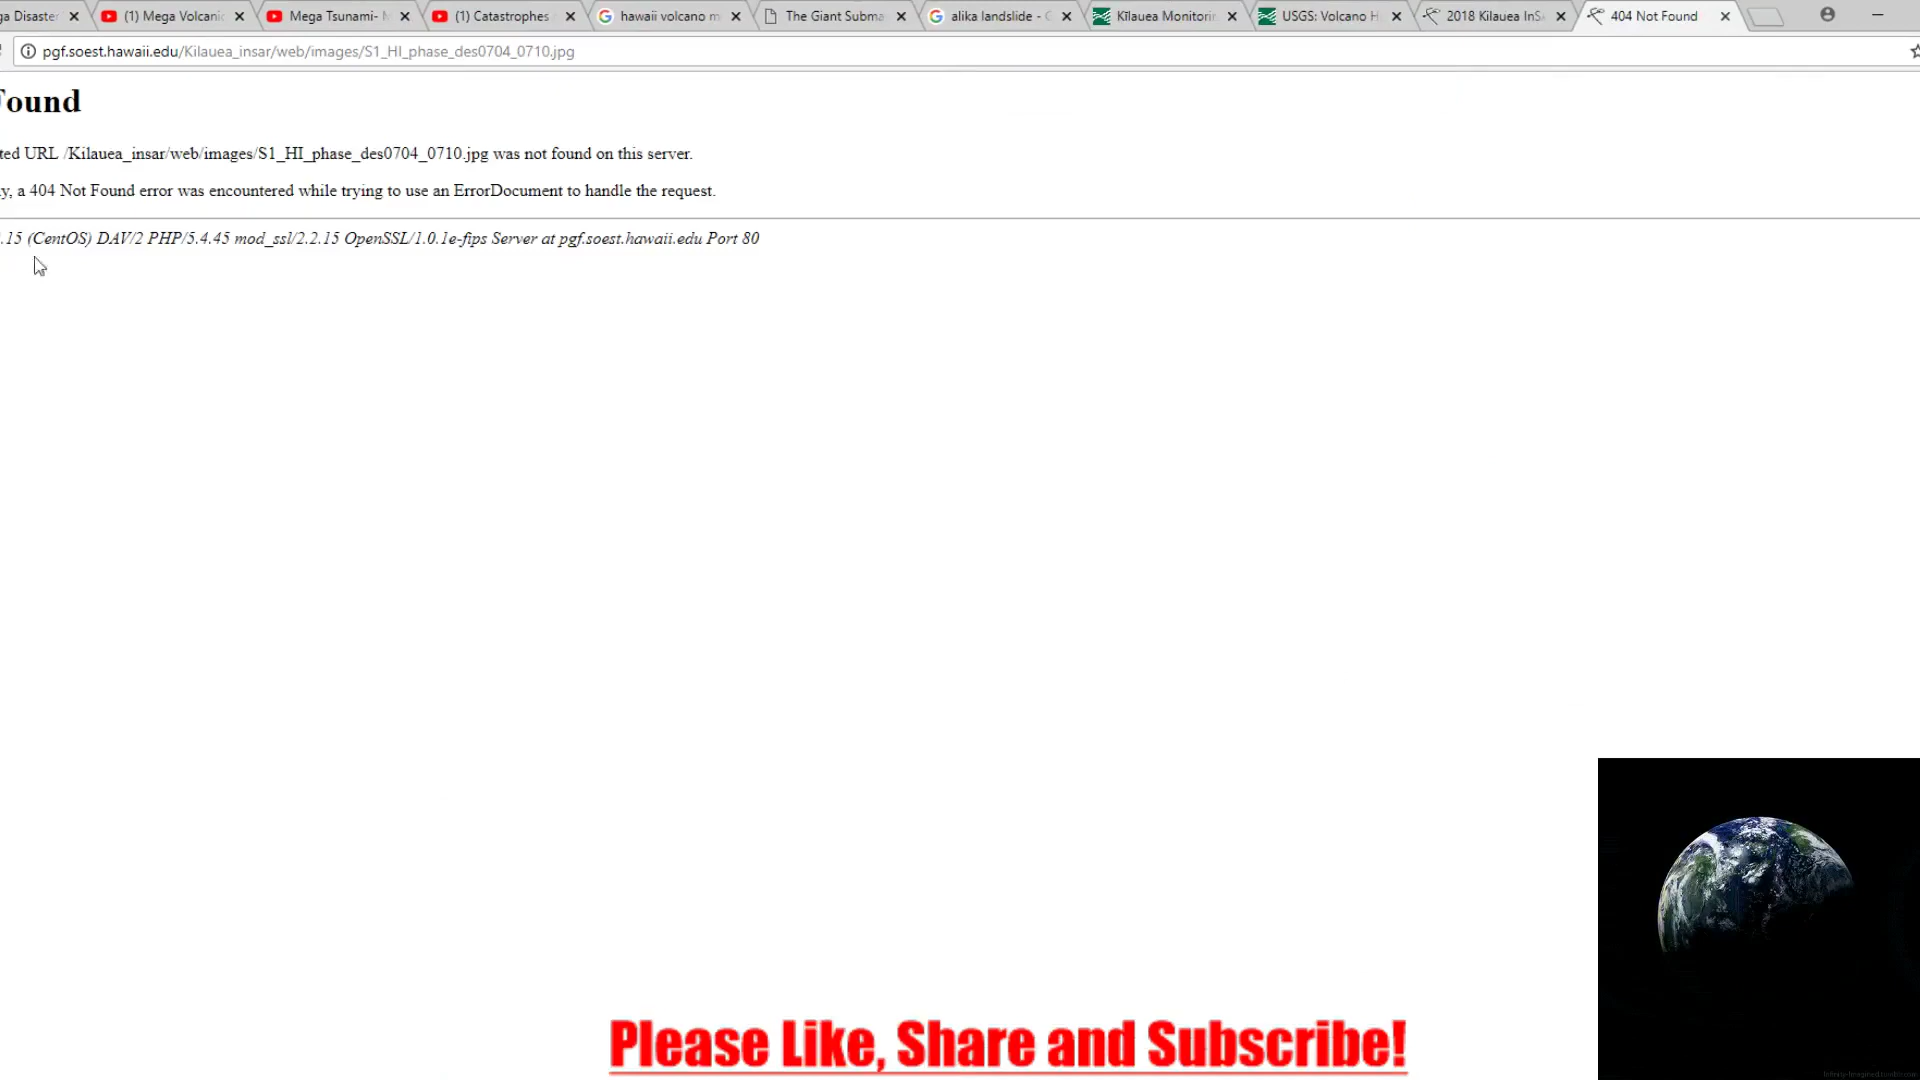 ga Disaster
(1) Mega Volcanic
Mega Tsunami- M
(1) Catastrophes
hawaii volcano m
The Giant Subma
alika landslide - G
Kīlauea Monitorin
USGS: Volcano H
2018 Kilauea InSA
404 Not Found
pgf.soest.hawaii.edu/Kilauea_insar/web/images/S1_HI_phase_des0704_0710.jpg
Found
ted URL /Kilauea_insar/web/images/S1_HI_phase_des0704_0710.jpg was not found on this server.
y, a 404 Not Found error was encountered while trying to use an ErrorDocument to handle the request.
.15 (CentOS) DAV/2 PHP/5.4.45 mod_ssl/2.2.15 OpenSSL/1.0.1e-fips Server at pgf.soest.hawaii.edu Port 80
Please Like, Share and Subscribe!